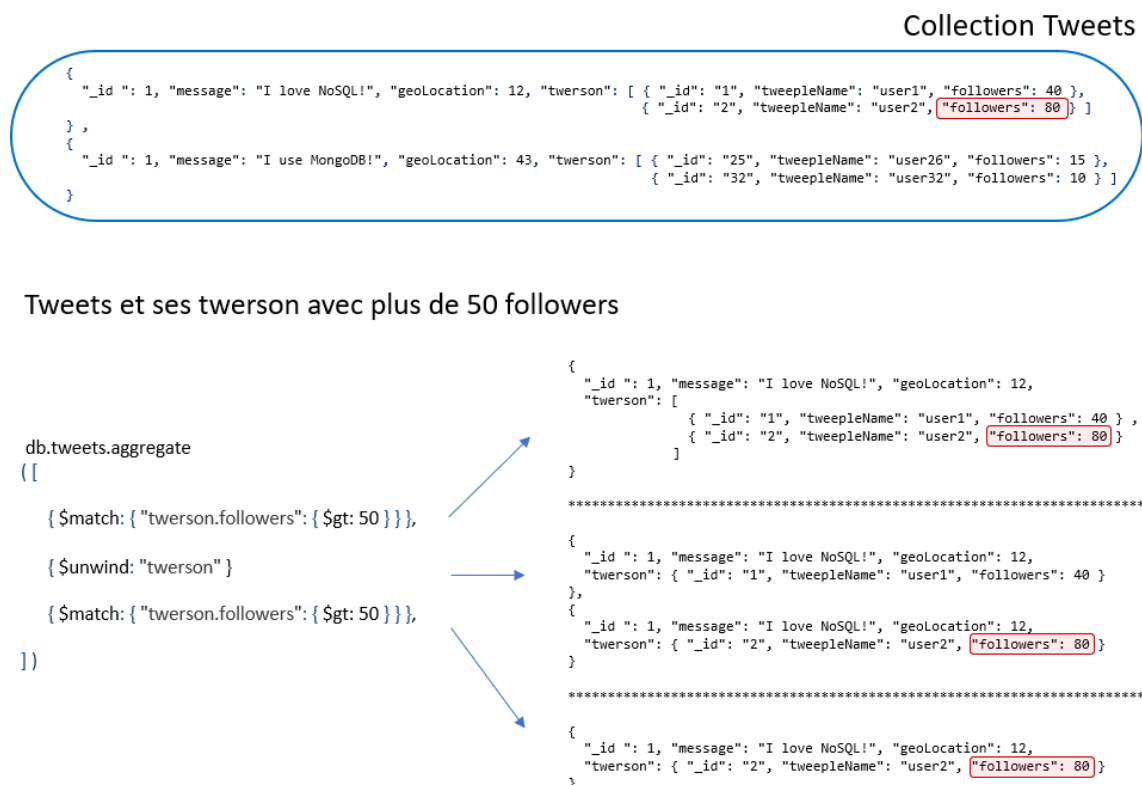 Collection Tweets
{
"_id ": 1, "message": "I love NoSQL!", "geoLocation": 12, "twerson": [ { "_id": "1", "tweepleName": "user1", "followers": 40 },
{ "_id": "2", "tweepleName": "user2", "followers": 80 } ]
} ,
{
"_id ": 1, "message": "I use MongoDB!", "geoLocation": 43, "twerson": [ { "_id": "25", "tweepleName": "user26", "followers": 15 },
{ "_id": "32", "tweepleName": "user32", "followers": 10 } ]
}
Tweets et ses twerson avec plus de 50 followers
db.tweets.aggregate
( [
{ $match: { "twerson.followers": { $gt: 50 } } },
{ $unwind: "twerson" }
{ $match: { "twerson.followers": { $gt: 50 } } },
] )
{
"_id ": 1, "message": "I love NoSQL!", "geoLocation": 12,
"twerson": [
{ "_id": "1", "tweepleName": "user1", "followers": 40 } ,
{ "_id": "2", "tweepleName": "user2", "followers": 80 }
]
}
*************************************************************************
{
"_id ": 1, "message": "I love NoSQL!", "geoLocation": 12,
"twerson": { "_id": "1", "tweepleName": "user1", "followers": 40 }
},
{
"_id ": 1, "message": "I love NoSQL!", "geoLocation": 12,
"twerson": { "_id": "2", "tweepleName": "user2", "followers": 80 }
}
*************************************************************************
{
"_id ": 1, "message": "I love NoSQL!", "geoLocation": 12,
"twerson": { "_id": "2", "tweepleName": "user2", "followers": 80 }
}